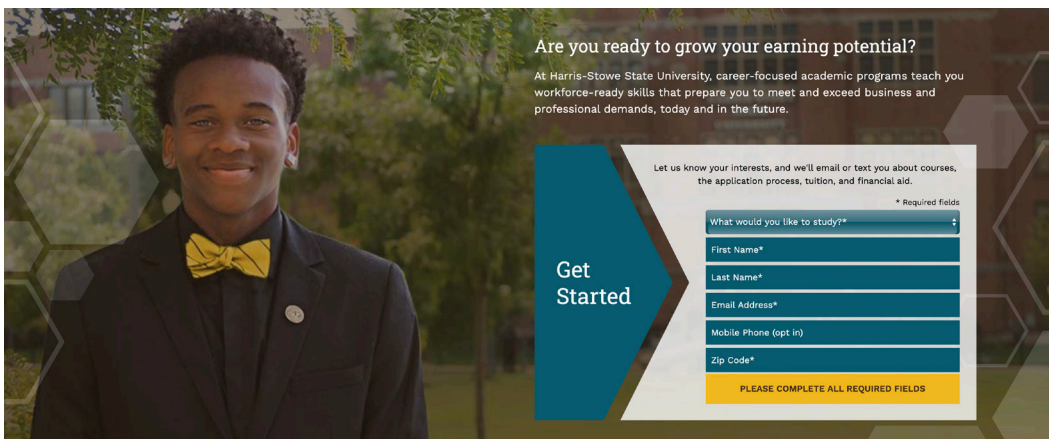 Are you ready to grow your earning potential?
At Harris-Stowe State University, career-focused academic programs teach you
workforce-ready skills that prepare you to meet and exceed business and
professional demands, today and in the future.
Let us know your interests, and we'll email or text you about courses,
the application process, tuition, and financial aid.
* Required fields
Get
Started
What would you like to study?*
First Name*
Last Name*
Email Address*
Mobile Phone (opt in)
Zip Code*
PLEASE COMPLETE ALL REQUIRED FIELDS